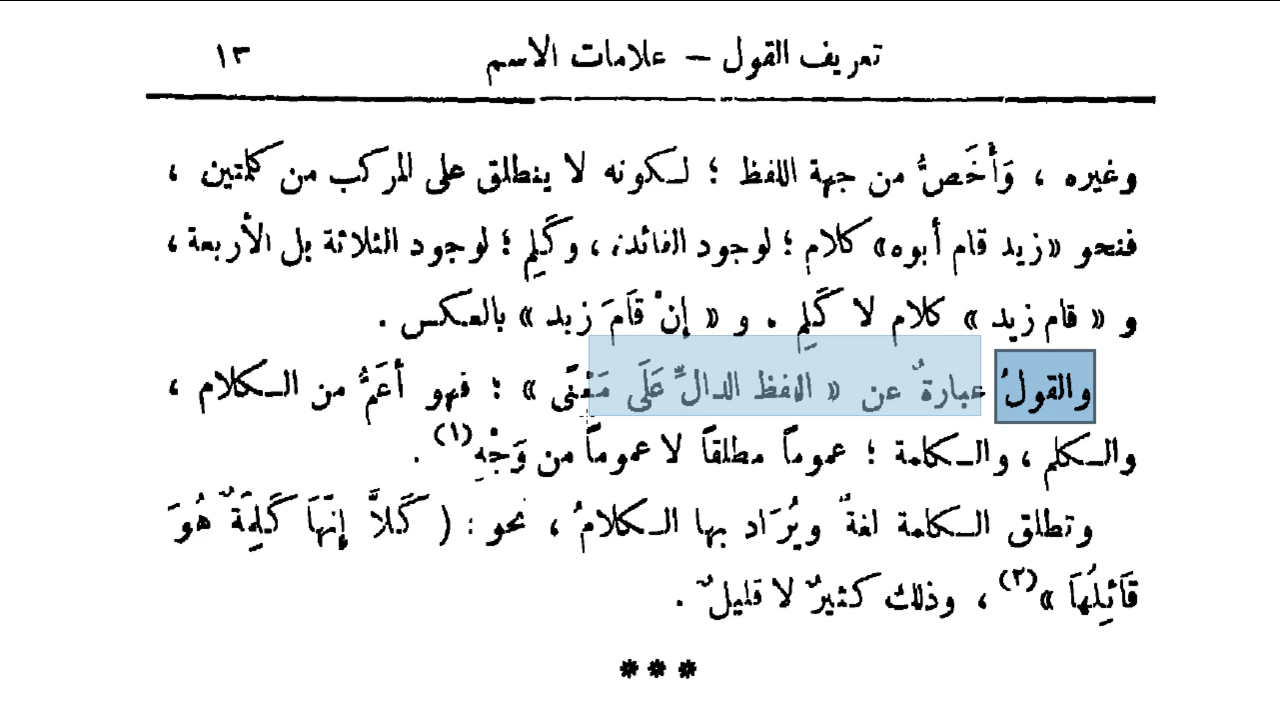 تعريف القول — علامات الاسم ١٣
وغيره ، وَأَخَصُّ من جهة اللفظ ؛ لكونه لا ينطلق على المركب من كلمتين ،
فنحو «زيد قام أبوه» كلام ؛ لوجود الفائدة ، وكَلِم ؛ لوجود الثلاثة بل الأربعة ،
و « قام زيد » كلام لا كَلِم . و « إنْ قَامَ زيد » بالعكس .
والقولُ عبارةٌ عن « اللفظ الدالِّ عَلَى مَعْنًى » ؛ فهو أعَمُّ من الكلام ،
والكلم ، والكلمة ؛ عموماً مطلقاً لا عموماً من وَجْهٍ (١) .
وتطلق الكلمة لغةً ويُرَاد بها الكلامُ ، نحو : ( كَلاَّ إِنَّهَا كَلِمَةٌ هُوَ
قَائِلُهَا » (٢) ، وذلك كثيرٌ لا قليلٌ .
***